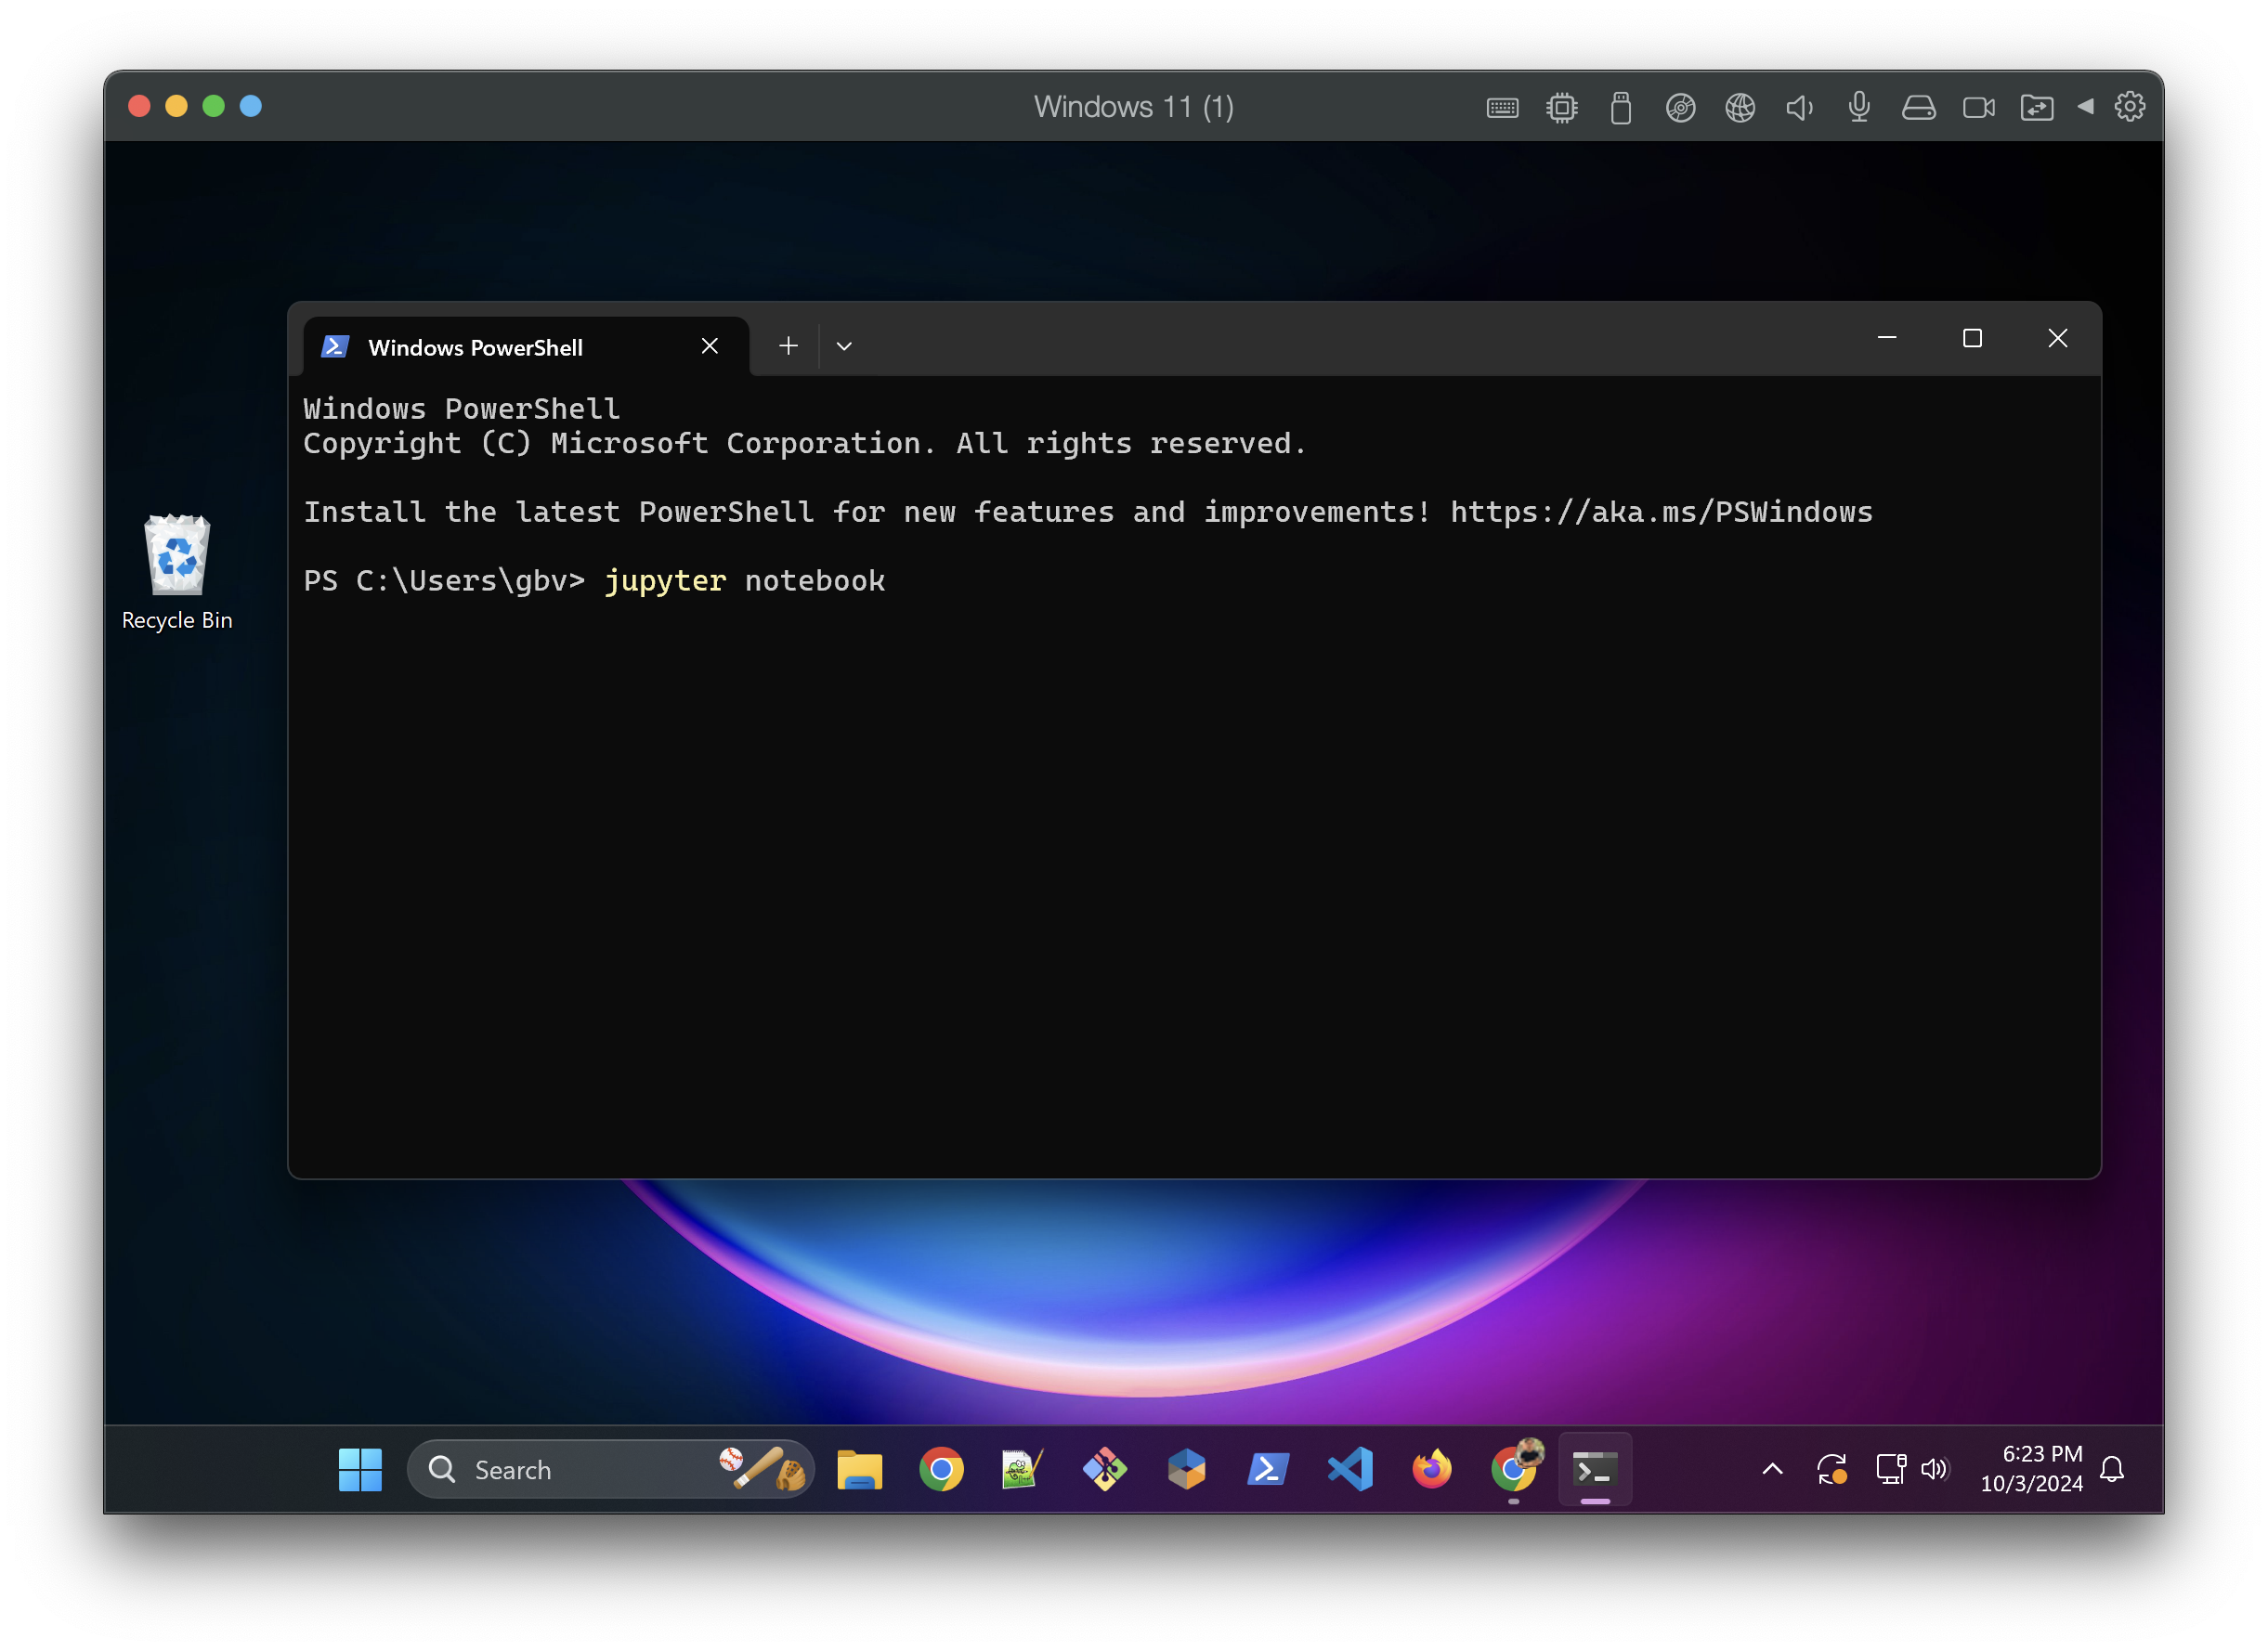 Windows 11 (1)
Windows PowerShell
Windows PowerShell
Copyright (C) Microsoft Corporation. All rights reserved.
Install the latest PowerShell for new features and improvements! https://aka.ms/PSWindows
PS C:\Users\gbv> jupyter notebook
Recycle Bin
Search
6:23 PM
10/3/2024